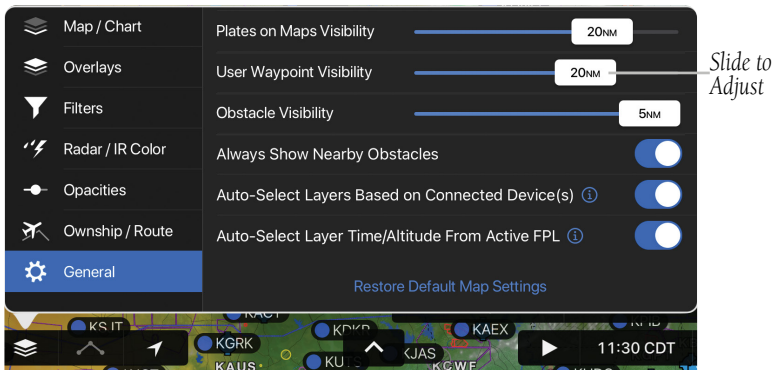 Map / Chart
Overlays
Filters
Radar / IR Color
Opacities
Ownship / Route
General
Plates on Maps Visibility 20NM
User Waypoint Visibility 20NM
Obstacle Visibility 5NM
Always Show Nearby Obstacles
Auto-Select Layers Based on Connected Device(s)
Auto-Select Layer Time/Altitude From Active FPL
Restore Default Map Settings
Slide to
Adjust
KSJT
KGRK
KAEX
KJAS
KAUS
KCWF
11:30 CDT